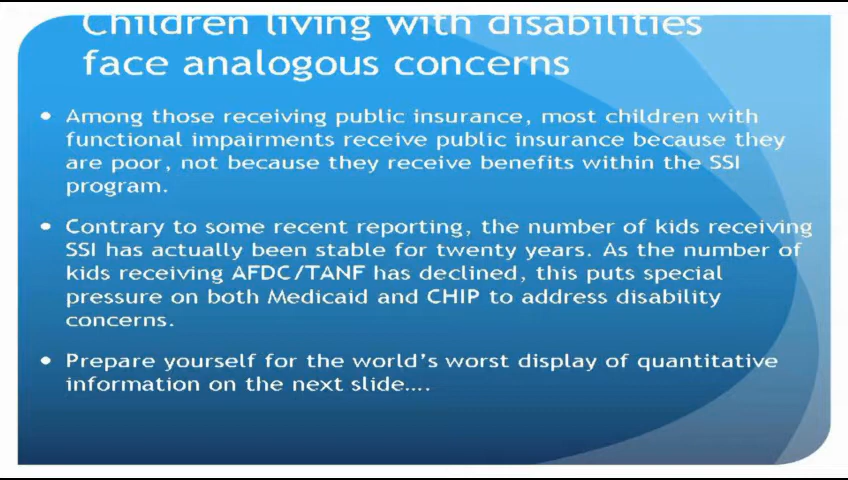 Children living with disabilities
face analogous concerns
• Among those receiving public insurance, most children with
functional impairments receive public insurance because they
are poor, not because they receive benefits within the SSI
program.
• Contrary to some recent reporting, the number of kids receiving
SSI has actually been stable for twenty years. As the number of
kids receiving AFDC/TANF has declined, this puts special
pressure on both Medicaid and CHIP to address disability
concerns.
• Prepare yourself for the world's worst display of quantitative
information on the next slide....